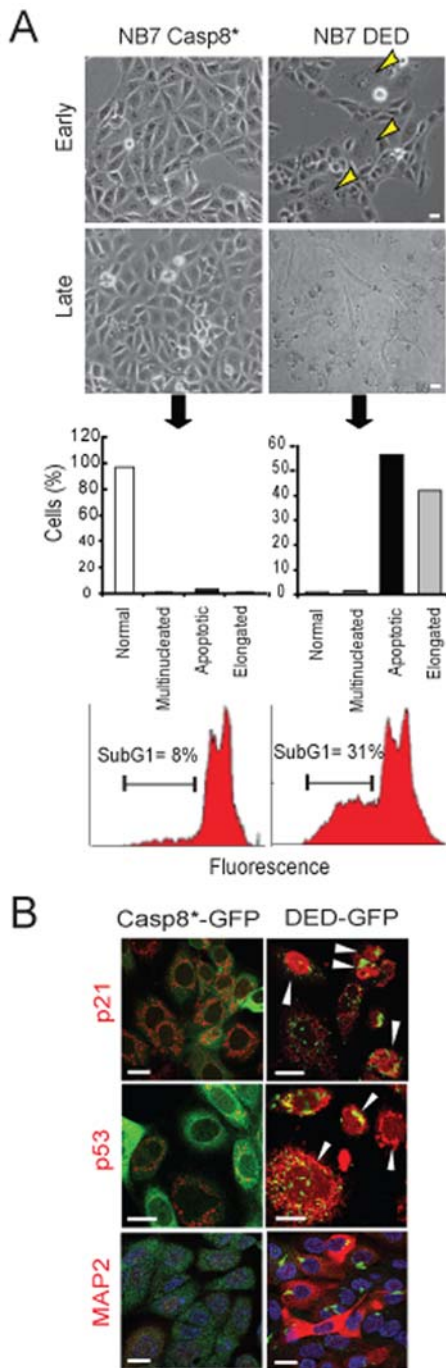 A
NB7 Casp8* NB7 DED
Early
Late
Cells (%)
120
100
80
60
40
20
0
60
50
40
30
20
10
0
Normal
Multinucleated
Apoptotic
Elongated
Normal
Multinucleated
Apoptotic
Elongated
SubG1= 8% SubG1= 31%
Fluorescence
B
Casp8*-GFP DED-GFP
p21
p53
MAP2